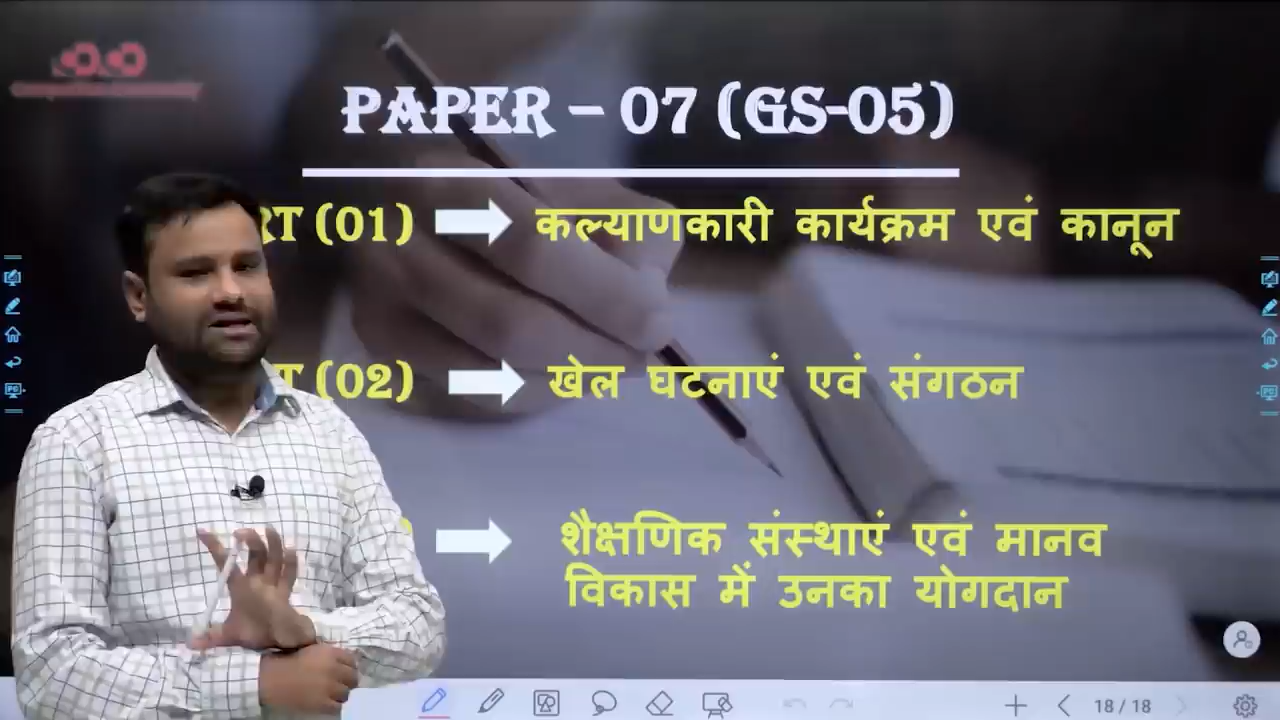 PAPER – 07 (GS-05)
RT (01) कल्याणकारी कार्यक्रम एवं कानून
T (02) खेल घटनाएं एवं संगठन
शैक्षणिक संस्थाएं एवं मानव
विकास में उनका योगदान
18 / 18